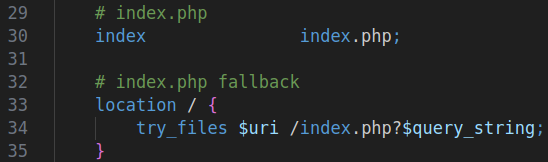 29 # index.php
30 index index.php;
31
32 # index.php fallback
33 location / {
34 try_files $uri /index.php?$query_string;
35 }